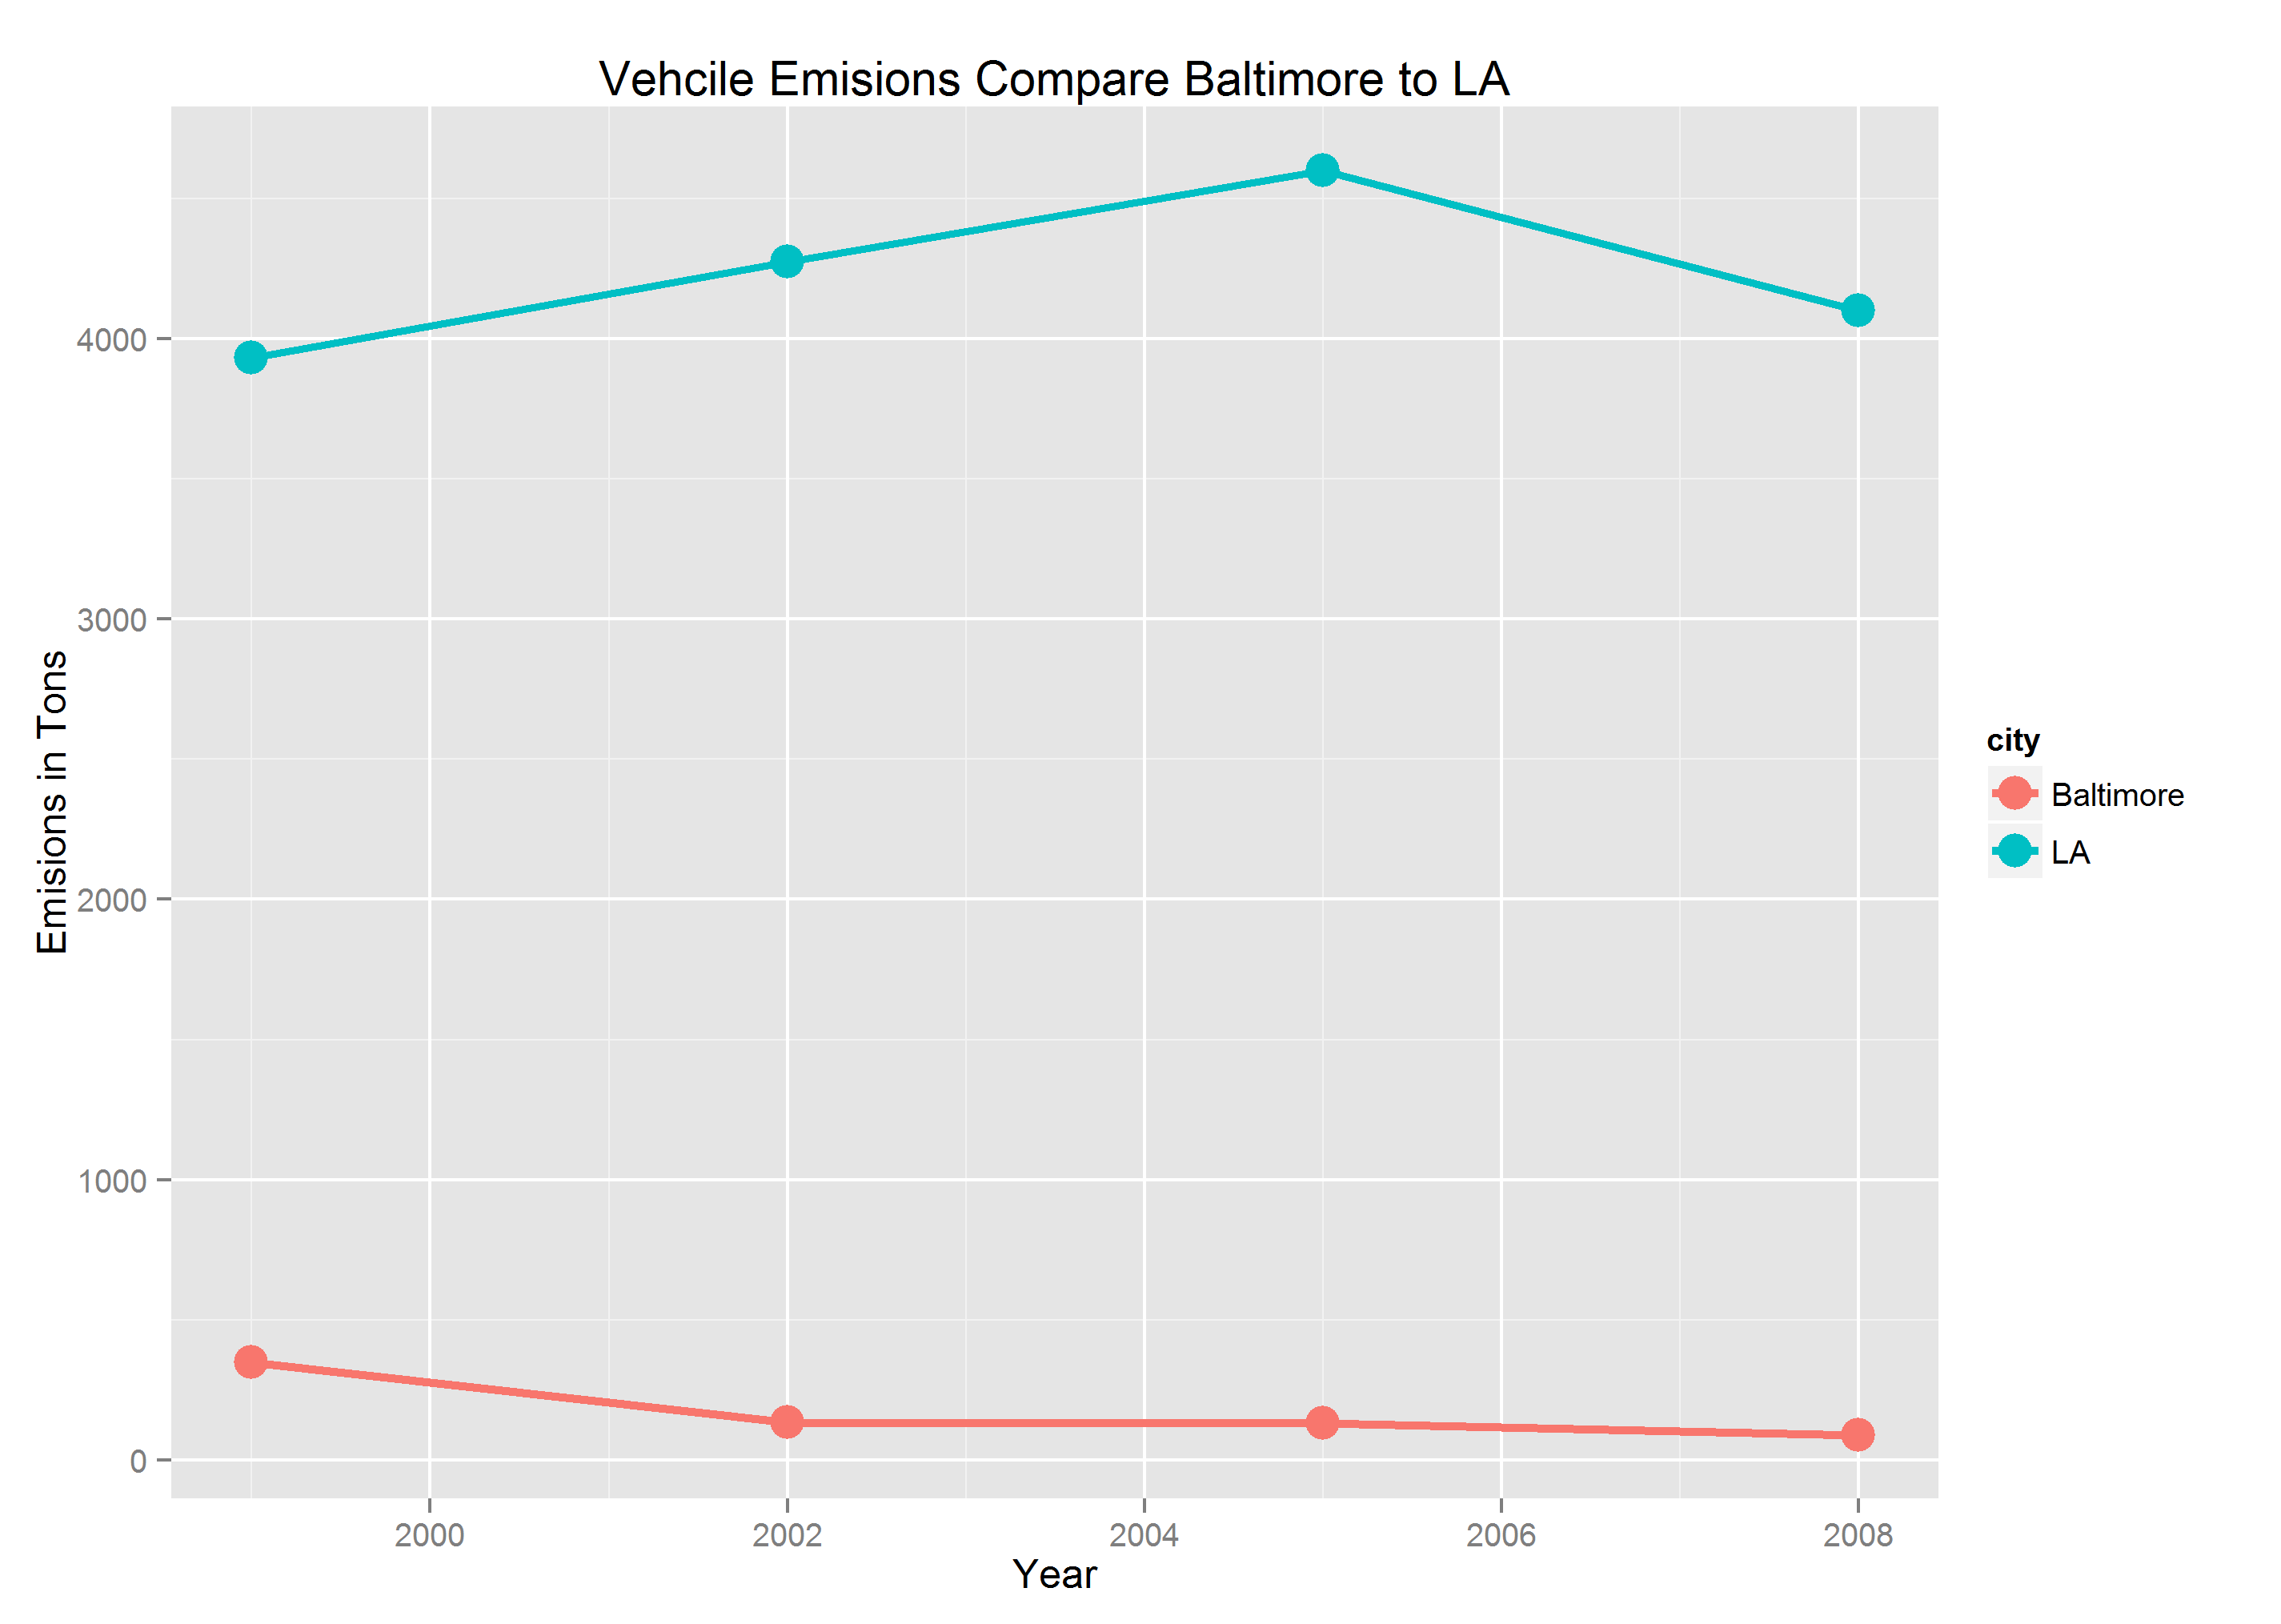 Vehcile Emisions Compare Baltimore to LA
4000
3000
2000
1000
0
Emissions in Tons
2000
2002
2004
2006
2008
Year
city
Baltimore
LA